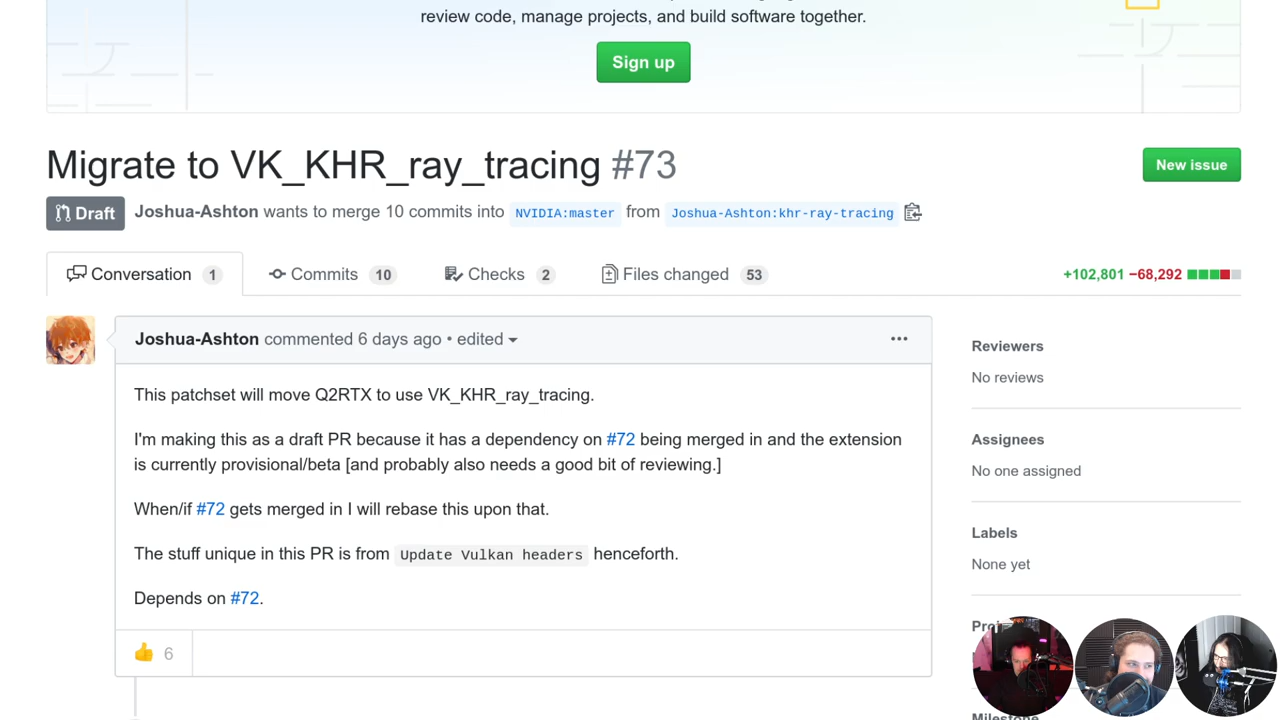 review code, manage projects, and build software together.
Sign up
Migrate to VK_KHR_ray_tracing #73
New issue
Draft
Joshua-Ashton wants to merge 10 commits into NVIDIA:master from Joshua-Ashton:khr-ray-tracing
Conversation 1
Commits 10
Checks 2
Files changed 53
+102,801 −68,292
Joshua-Ashton commented 6 days ago • edited
This patchset will move Q2RTX to use VK_KHR_ray_tracing.
I'm making this as a draft PR because it has a dependency on #72 being merged in and the extension
is currently provisional/beta [and probably also needs a good bit of reviewing.]
When/if #72 gets merged in I will rebase this upon that.
The stuff unique in this PR is from Update Vulkan headers henceforth.
Depends on #72.
👍 6
Reviewers
No reviews
Assignees
No one assigned
Labels
None yet
Milestone